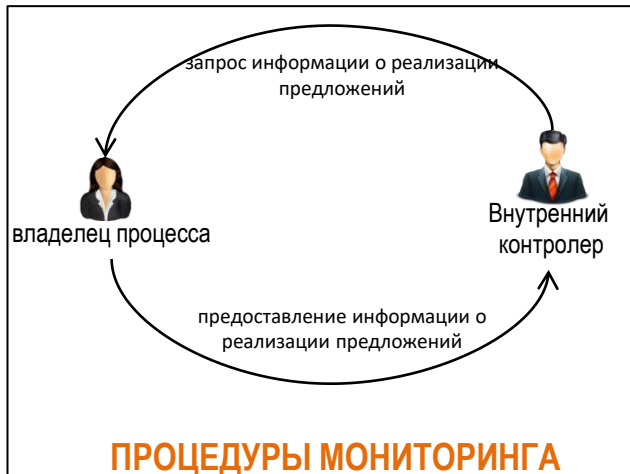 запрос информации о реализации
предложений
владелец процесса
Внутренний
контролер
предоставление информации о
реализации предложений
ПРОЦЕДУРЫ МОНИТОРИНГА